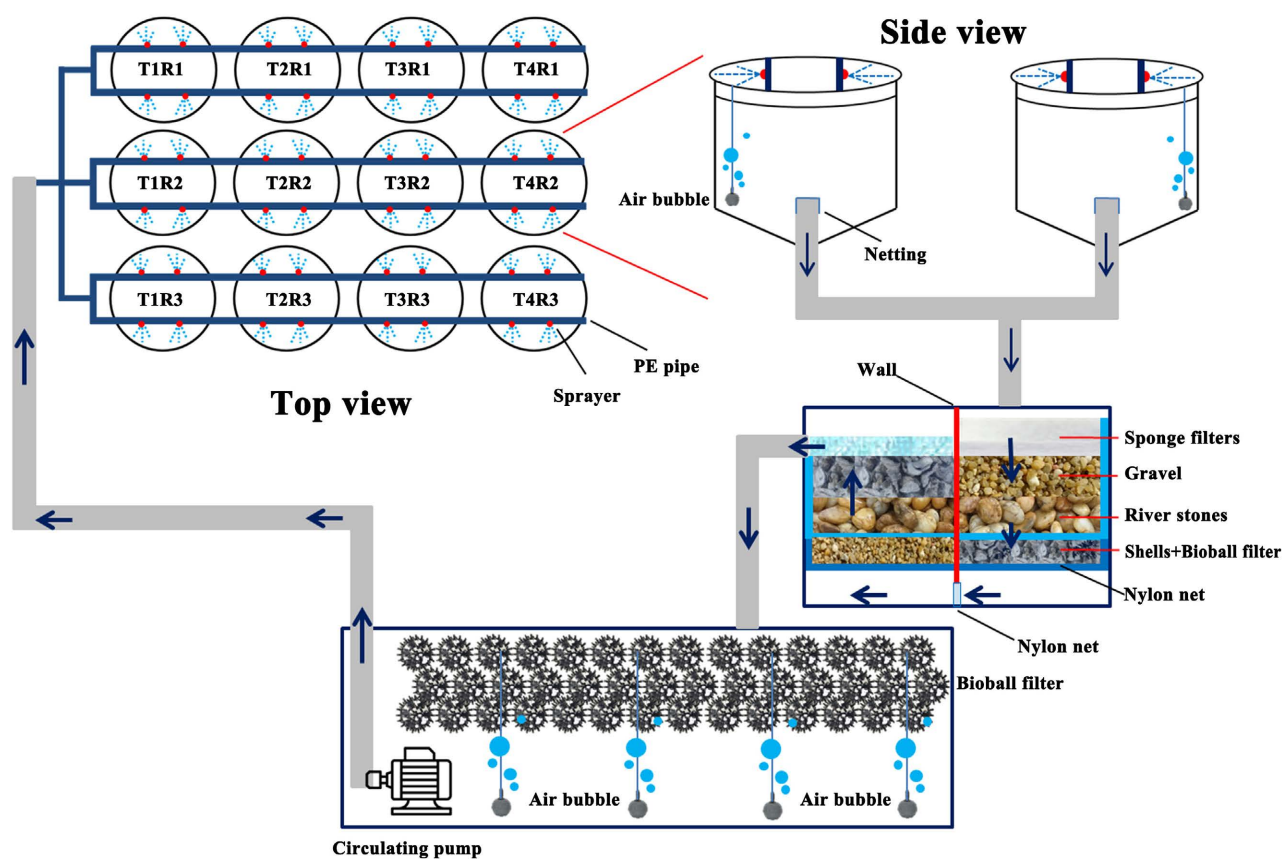 Side view
T1R1 T2R1 T3R1 T4R1
T1R2 T2R2 T3R2 T4R2
T1R3 T2R3 T3R3 T4R3
Air bubble
Netting
PE pipe
Sprayer
Top view
Wall
Sponge filters
Gravel
River stones
Shells+Bioball filter
Nylon net
Nylon net
Bioball filter
Air bubble
Air bubble
Circulating pump